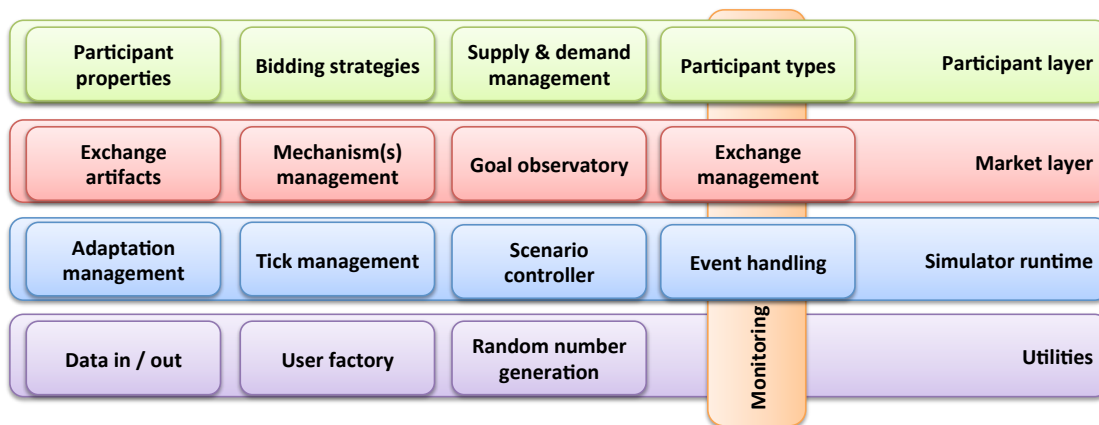 Participant
properties
Bidding strategies
Supply & demand
management
Participant types
Participant layer
Exchange
artifacts
Mechanism(s)
management
Goal observatory
Exchange
management
Market layer
Adaptation
management
Tick management
Scenario
controller
Event handling
Simulator runtime
Data in / out
User factory
Random number
generation
Monitoring
Utilities